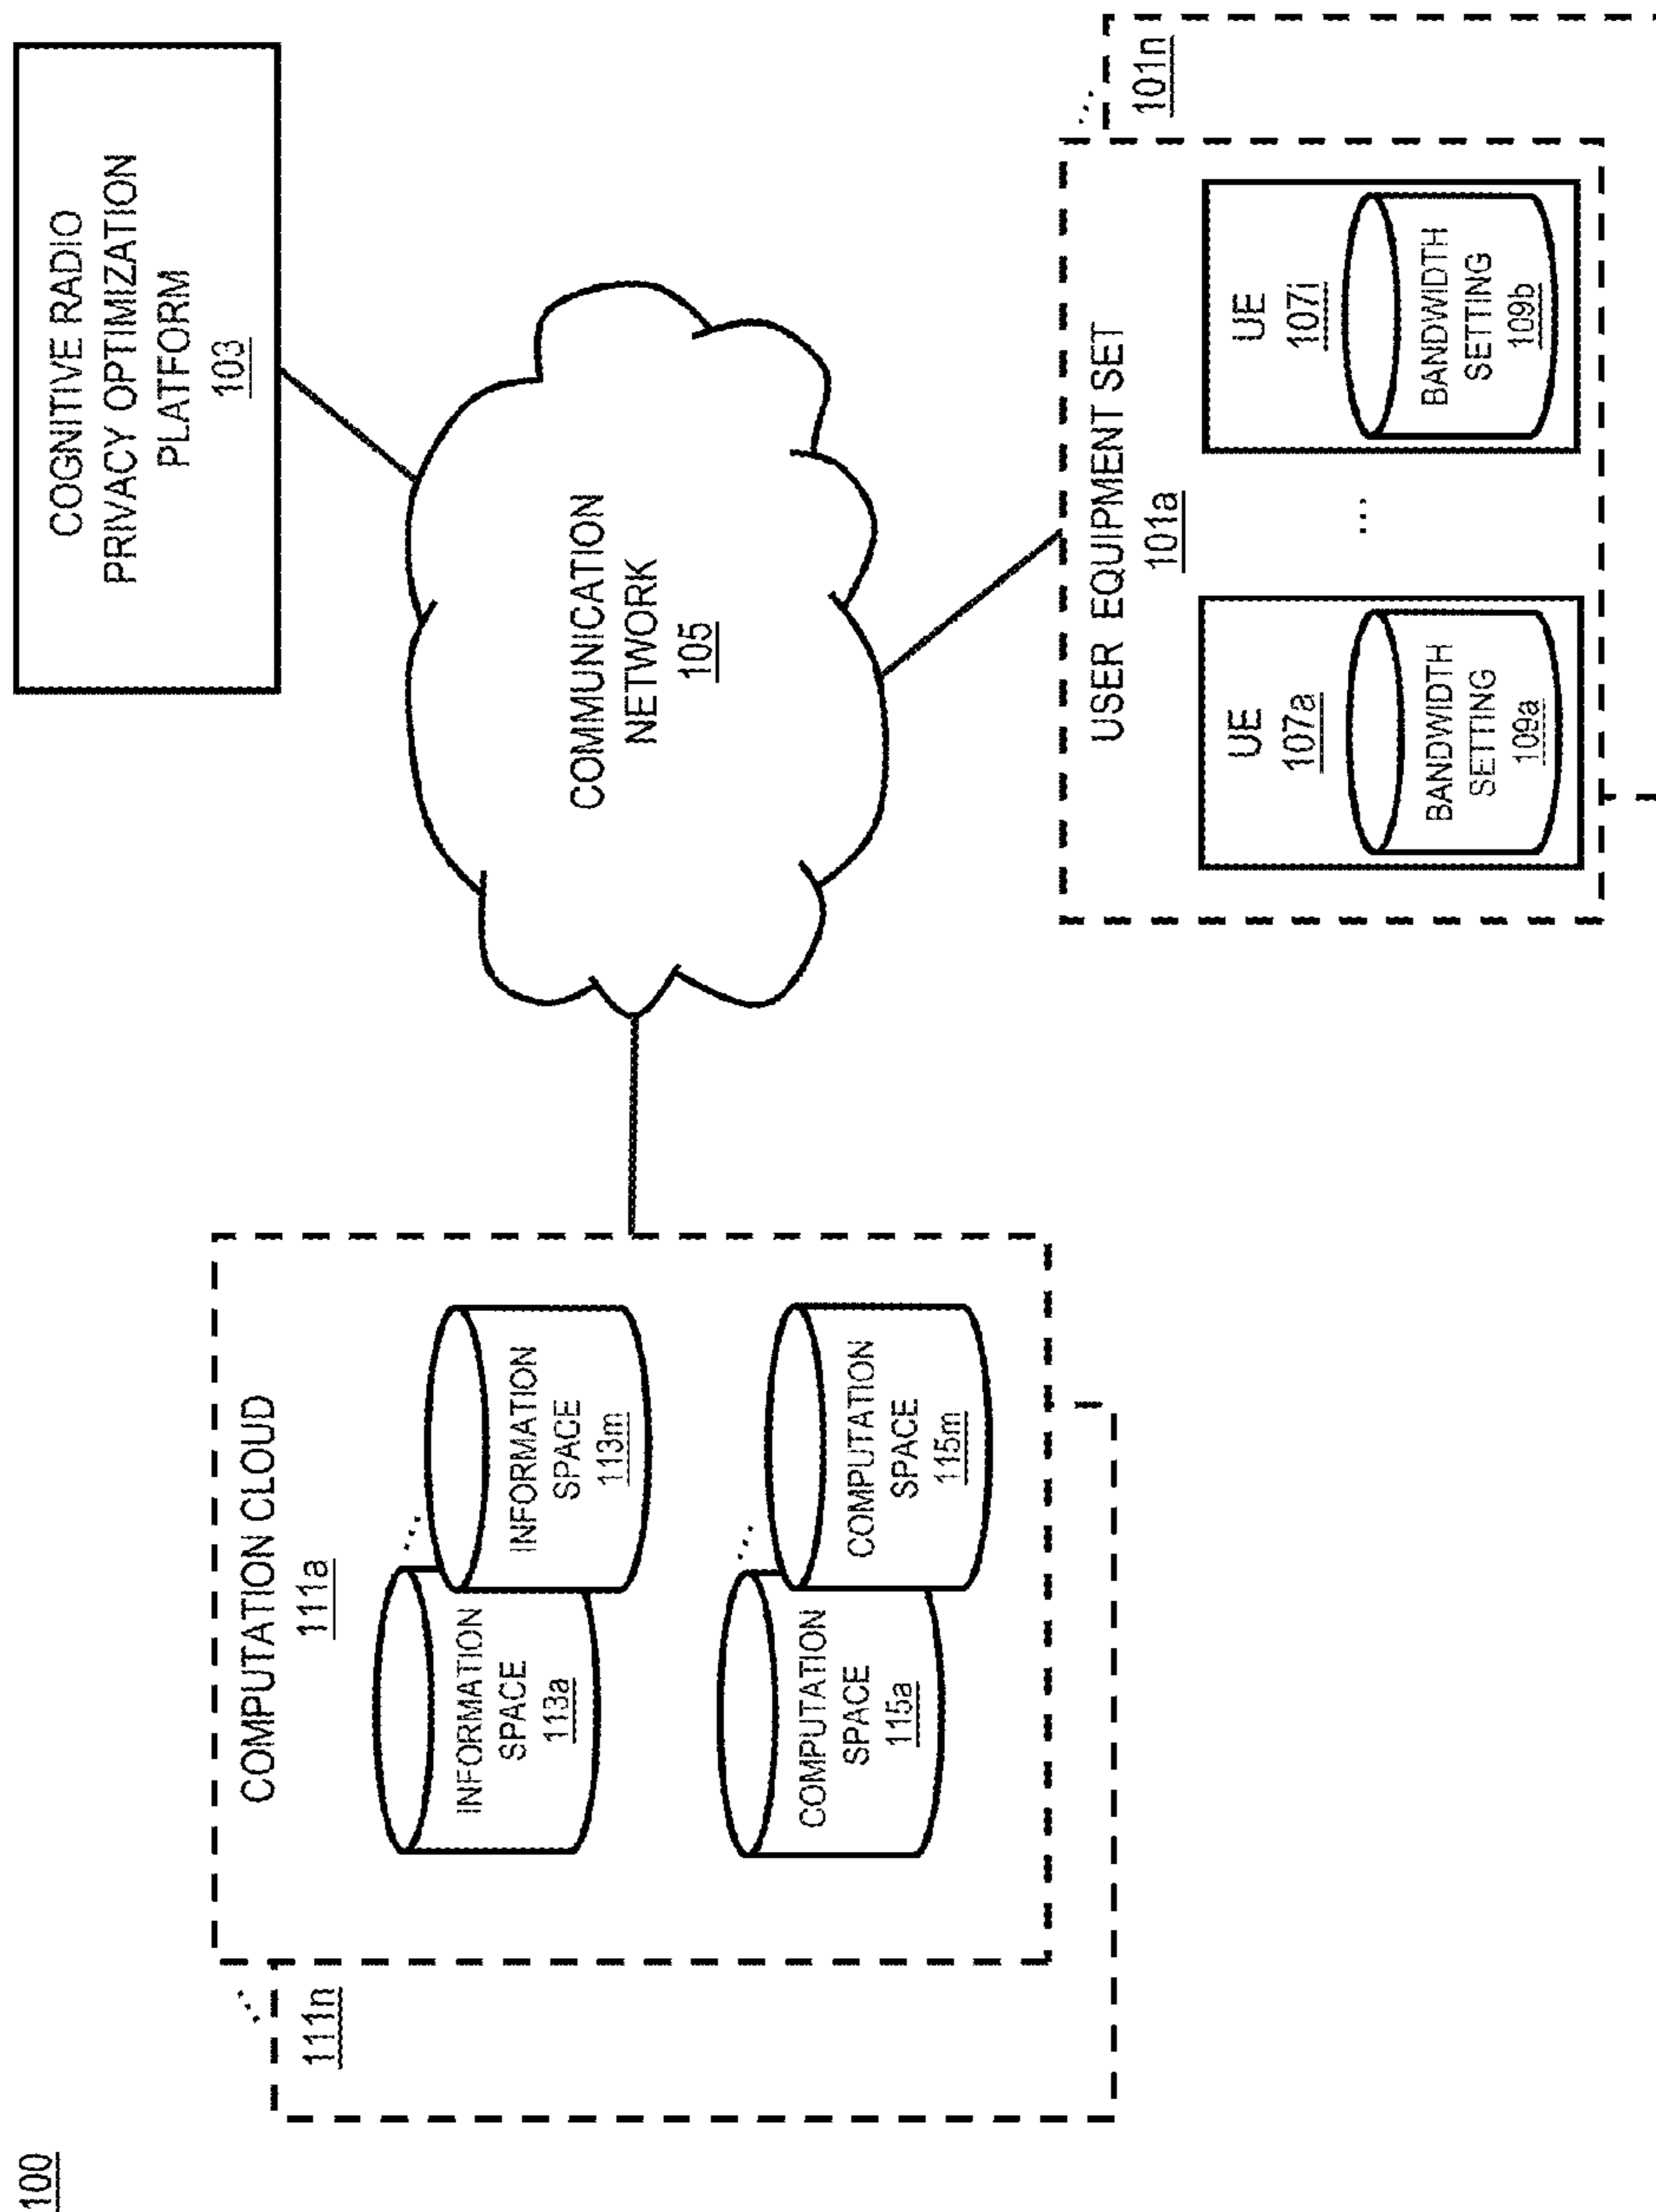 100
COGNITIVE RADIO
PRIVACY OPTIMIZATION
PLATFORM
103
COMPUTATION CLOUD
111a
111n
INFORMATION
SPACE
113a
...
INFORMATION
SPACE
113m
COMPUTATION
SPACE
115a
...
COMPUTATION
SPACE
115m
COMMUNICATION
NETWORK
105
USER EQUIPMENT SET
101a
...
101n
UE
107a
BANDWIDTH
SETTING
109a
...
UE
107i
BANDWIDTH
SETTING
109b